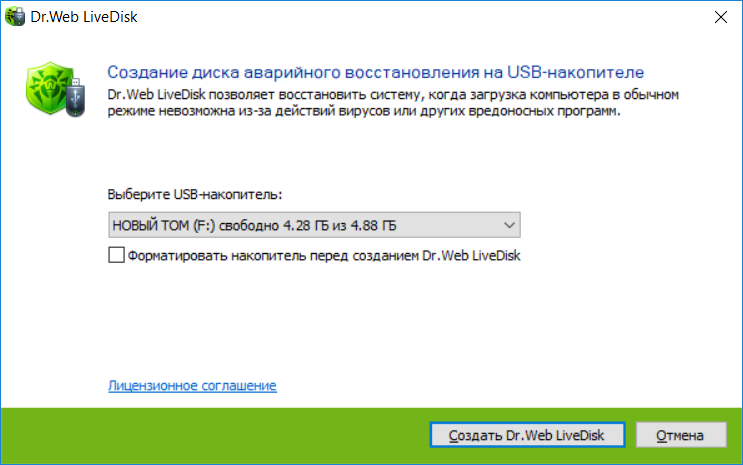 Dr.Web LiveDisk
Создание диска аварийного восстановления на USB-накопителе
Dr.Web LiveDisk позволяет восстановить систему, когда загрузка компьютера в обычном
режиме невозможна из-за действий вирусов или других вредоносных программ.
Выберите USB-накопитель:
НОВЫЙ ТОМ (F:) свободно 4.28 ГБ из 4.88 ГБ
Форматировать накопитель перед созданием Dr.Web LiveDisk
Лицензионное соглашение
Создать Dr.Web LiveDisk
Отмена